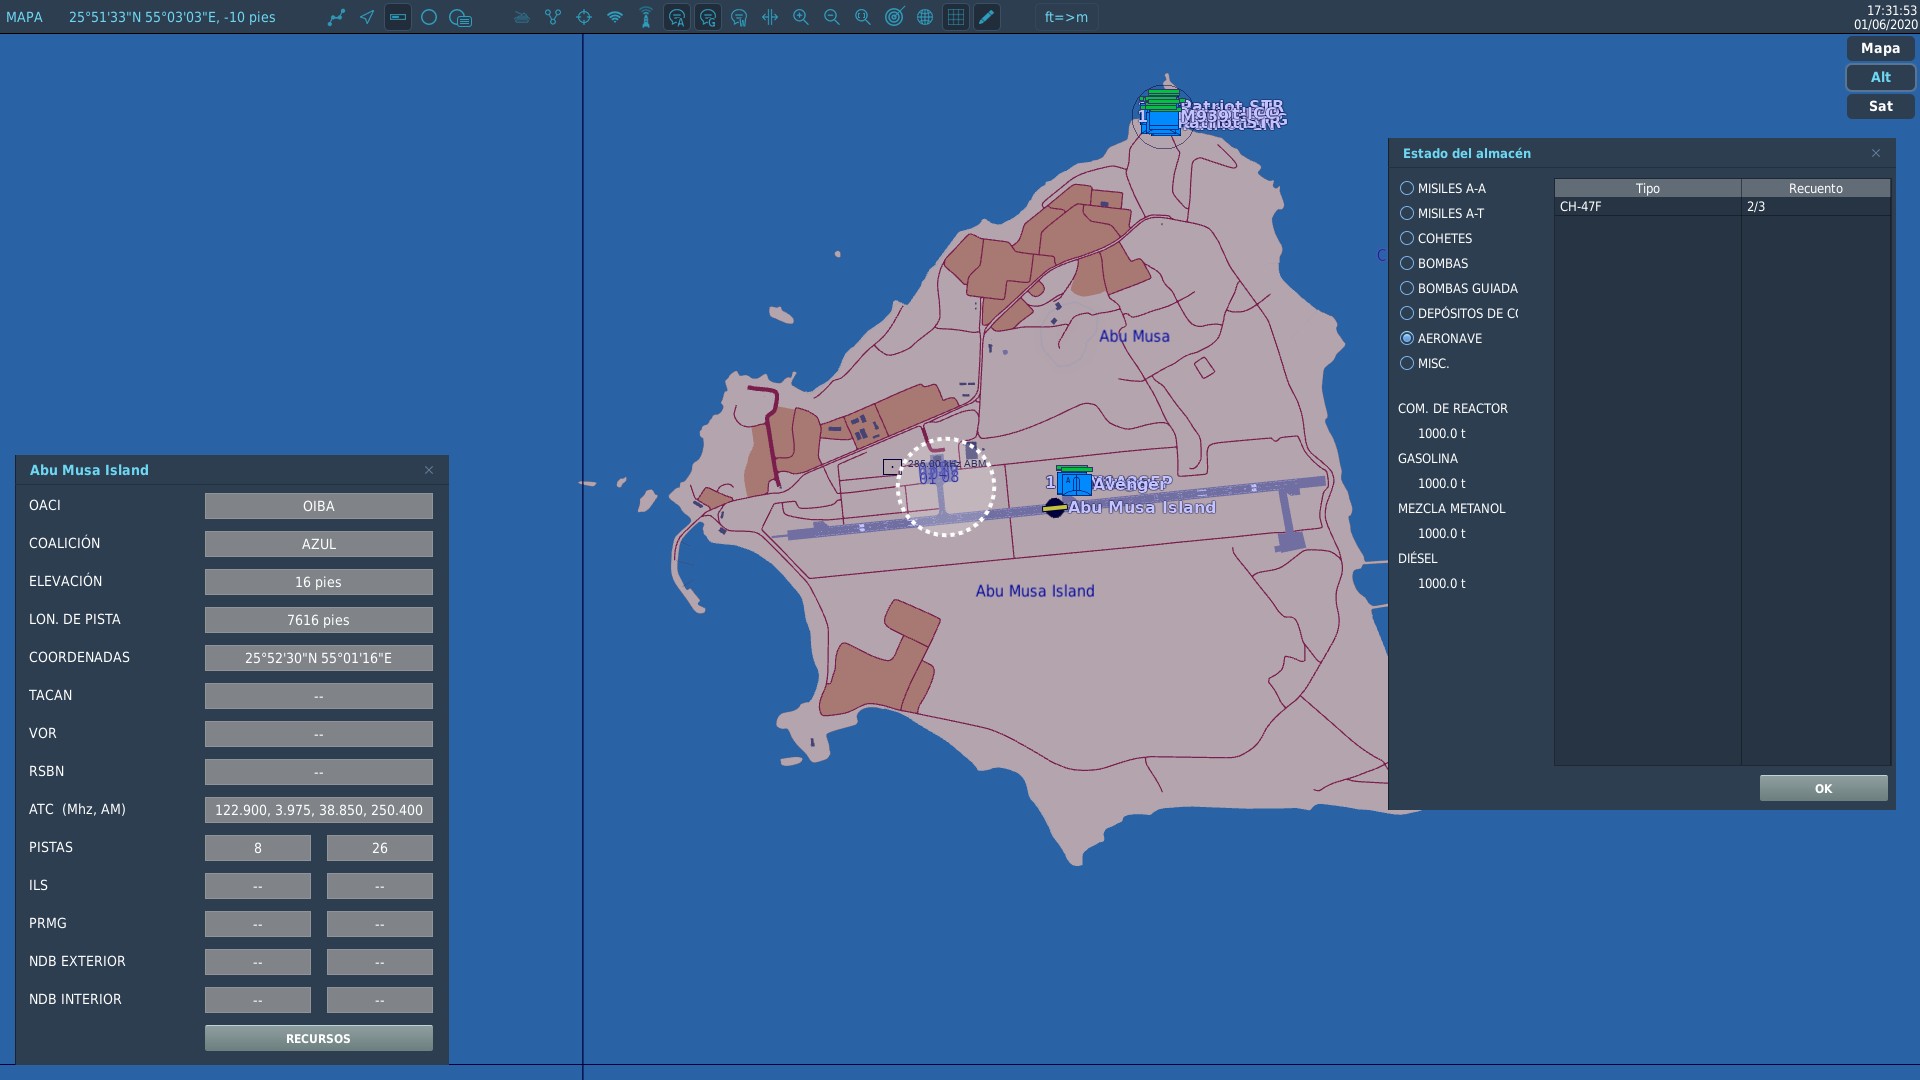 MAPA 25°51'33"N 55°03'03"E, -10 pies
ft=>m
17:31:53
01/06/2020
Mapa
Alt
Sat
Patriot STR
Abu Musa
285.00 kHz ABM
1
Avenger
Abu Musa Island
Abu Musa Island
Abu Musa Island
OACI OIBA
COALICIÓN AZUL
ELEVACIÓN 16 pies
LON. DE PISTA 7616 pies
COORDENADAS 25°52'30"N 55°01'16"E
TACAN --
VOR --
RSBN --
ATC (Mhz, AM) 122.900, 3.975, 38.850, 250.400
PISTAS 8 26
ILS -- --
PRMG -- --
NDB EXTERIOR -- --
NDB INTERIOR -- --
RECURSOS
Estado del almacén
MISILES A-A
MISILES A-T
COHETES
BOMBAS
BOMBAS GUIADA
DEPÓSITOS DE CO
AERONAVE
MISC.
COM. DE REACTOR
1000.0 t
GASOLINA
1000.0 t
MEZCLA METANOL
1000.0 t
DIÉSEL
1000.0 t
Tipo Recuento
CH-47F 2/3
OK